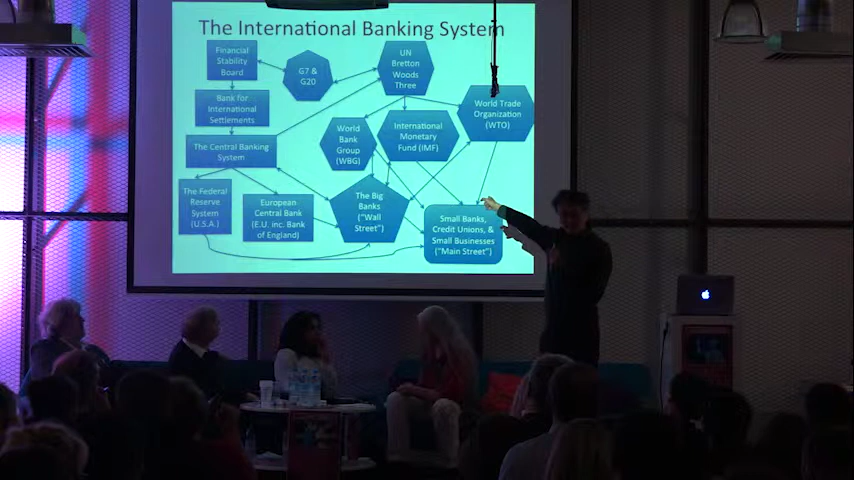 The International Banking System
Financial
Stability
Board
G7 &
G20
UN
Bretton
Woods
Three
Bank for
International
Settlements
World Trade
Organization
(WTO)
World
Bank
Group
(WBG)
International
Monetary
Fund (IMF)
The Central Banking
System
The Federal
Reserve
System
(U.S.A.)
European
Central Bank
(E.U. inc. Bank
of England)
The Big
Banks
("Wall
Street")
Small Banks,
Credit Unions, &
Small Businesses
("Main Street")